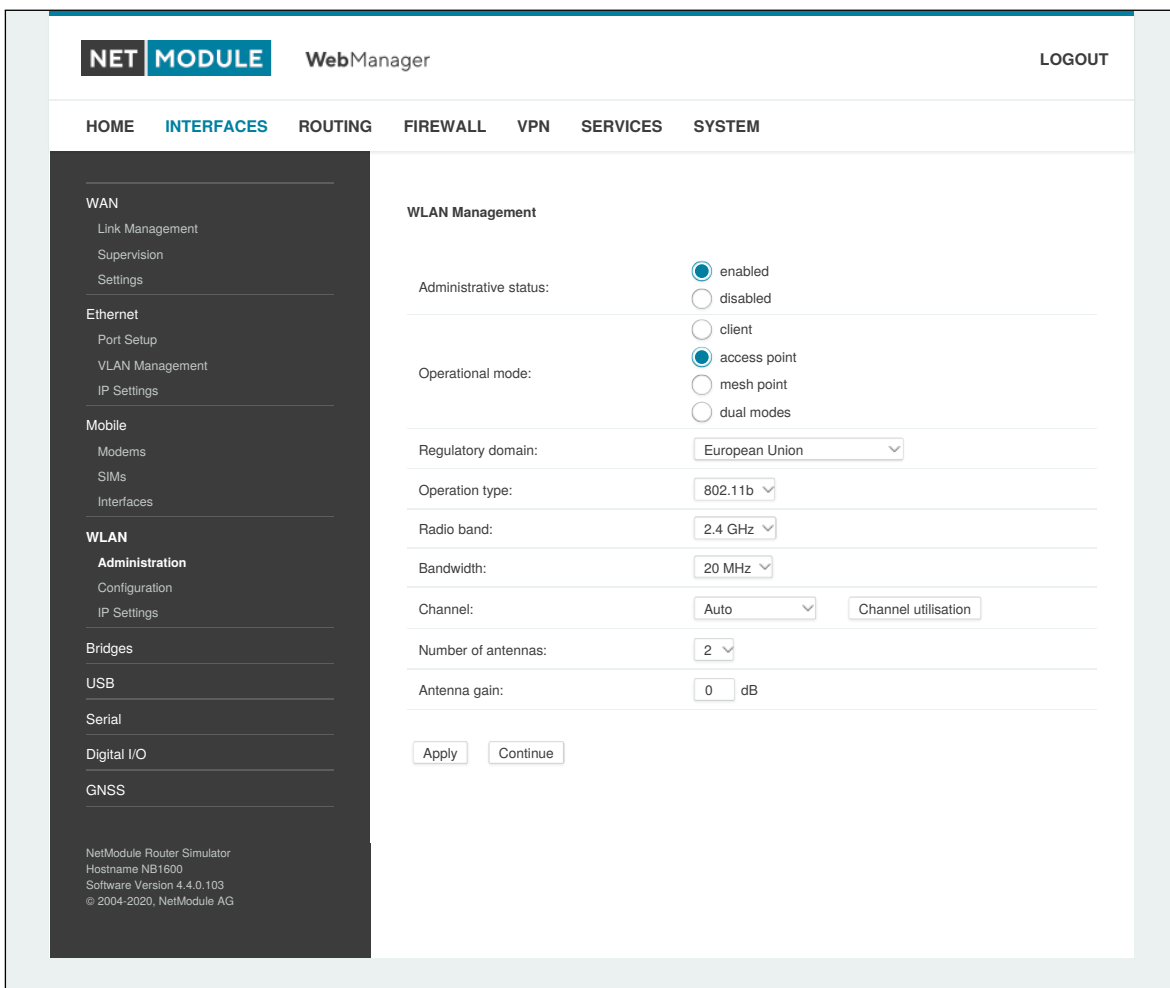 NET MODULE WebManager LOGOUT
HOME INTERFACES ROUTING FIREWALL VPN SERVICES SYSTEM
WAN
Link Management
Supervision
Settings
Ethernet
Port Setup
VLAN Management
IP Settings
Mobile
Modems
SIMs
Interfaces
WLAN
Administration
Configuration
IP Settings
Bridges
USB
Serial
Digital I/O
GNSS
NetModule Router Simulator
Hostname NB1600
Software Version 4.4.0.103
© 2004-2020, NetModule AG
WLAN Management
Administrative status:
enabled
disabled
Operational mode:
client
access point
mesh point
dual modes
Regulatory domain: European Union
Operation type: 802.11b
Radio band: 2.4 GHz
Bandwidth: 20 MHz
Channel: Auto Channel utilisation
Number of antennas: 2
Antenna gain: 0 dB
Apply Continue